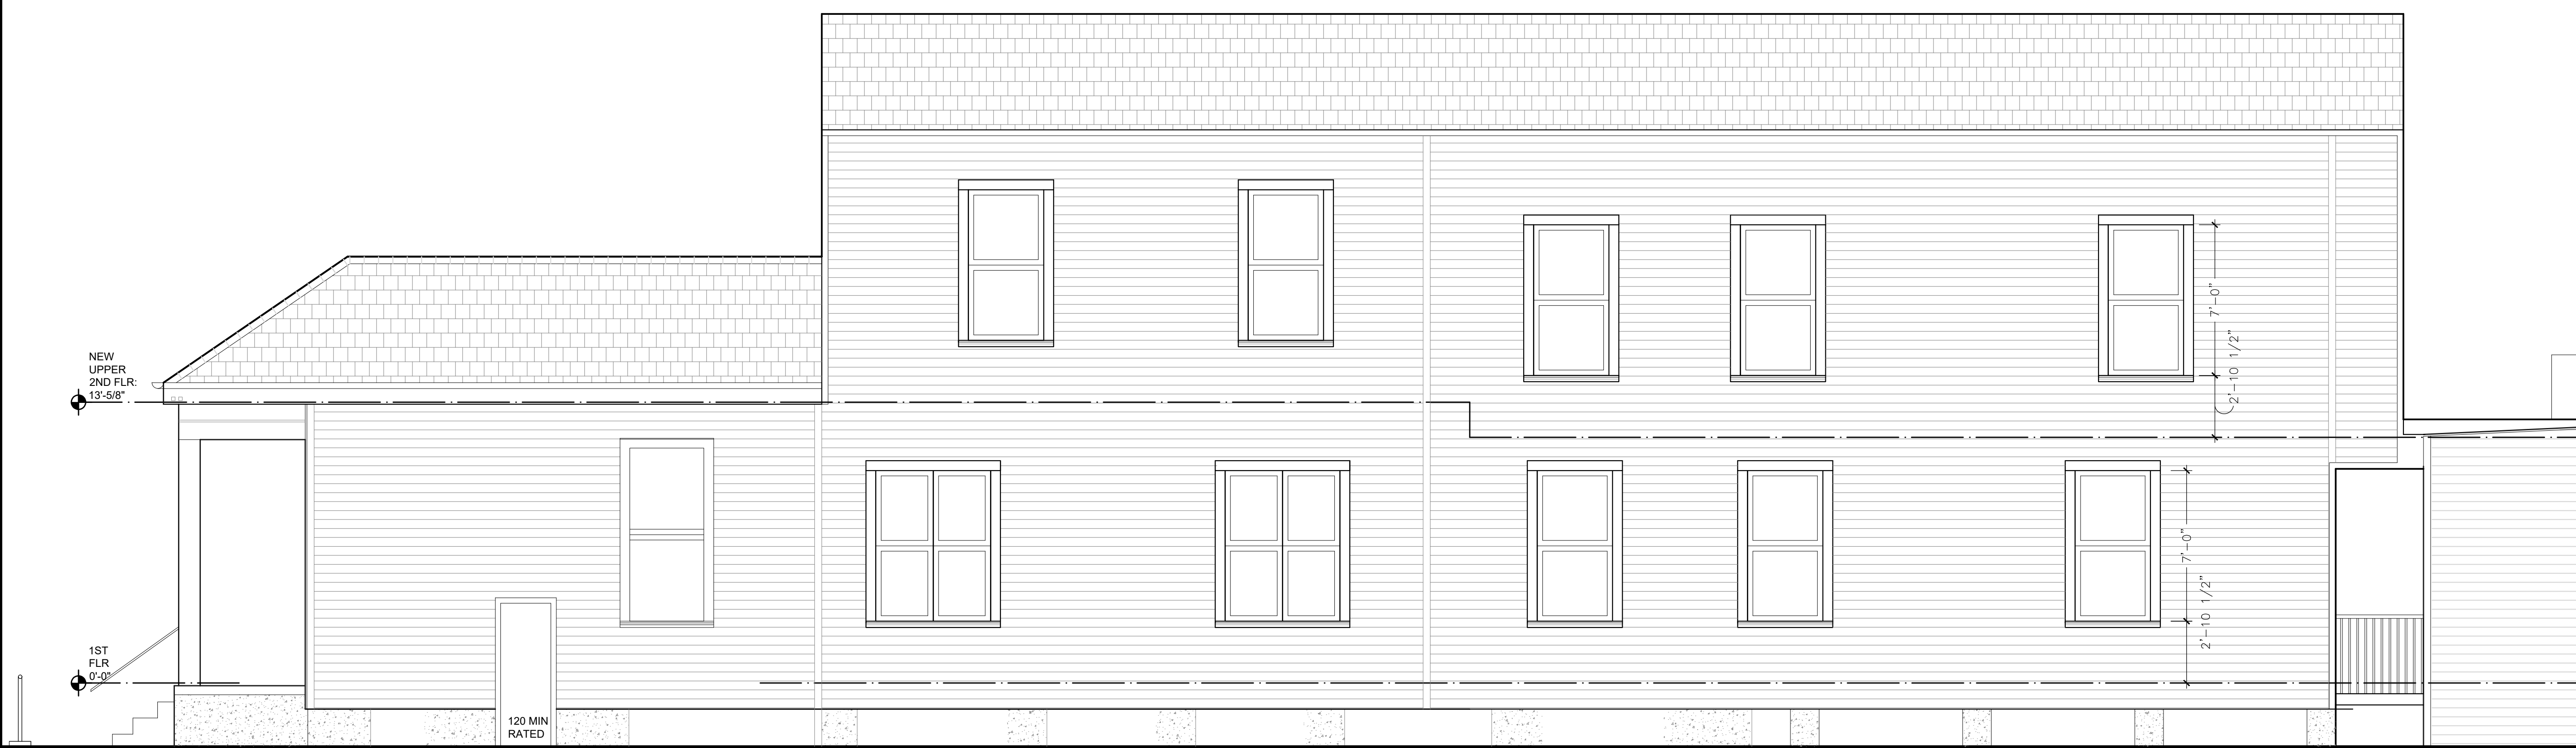 NEW
UPPER
2ND FLR:
13'-5/8"
1ST
FLR
0'-0"
120 MIN
RATED
7'-0"
2'-10 1/2"
7'-0"
2'-10 1/2"